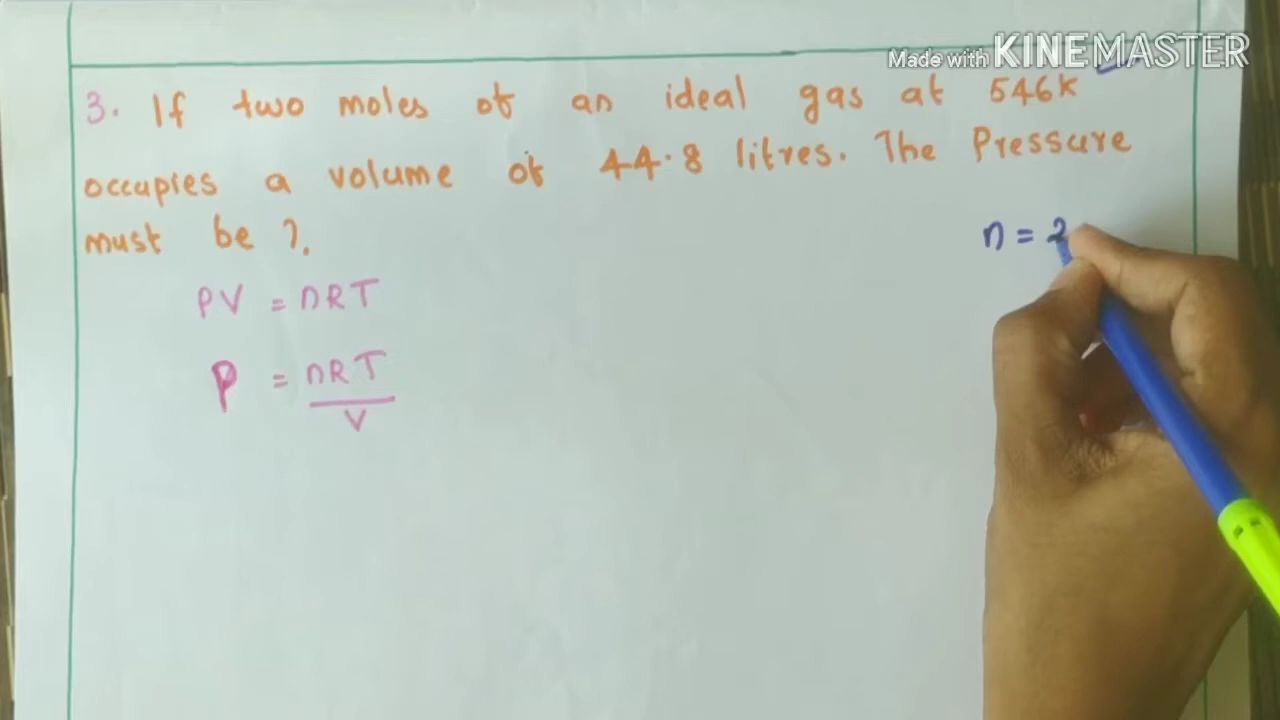 Made with KINEMASTER
3. If two moles of an ideal gas at 546k
occupies a volume of 44.8 litres. The Pressure
must be ?.
n = 2
PV = nRT
P = nRT
V